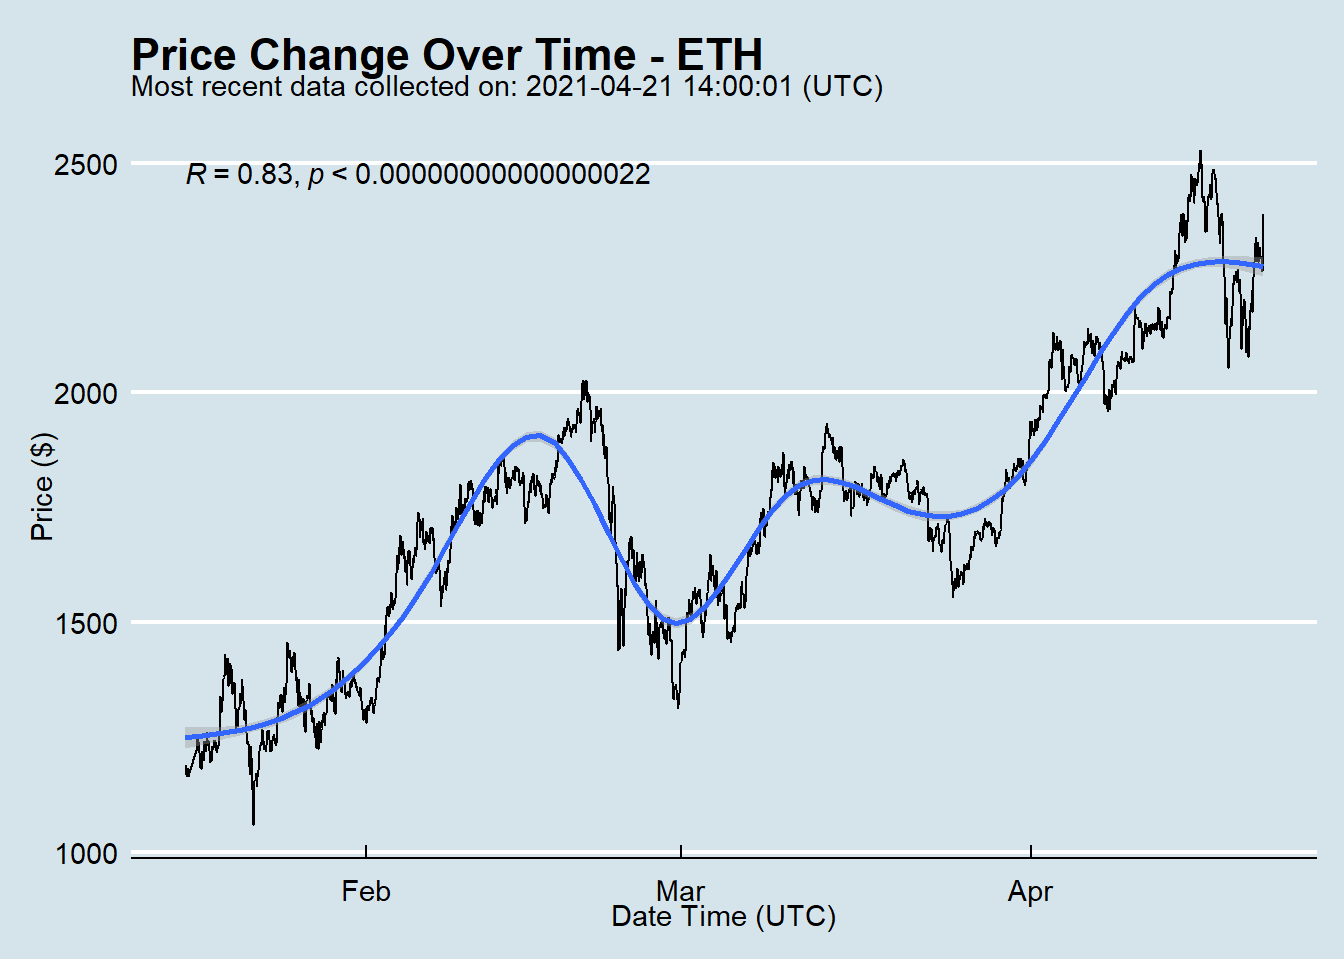 Price Change Over Time - ETH
Most recent data collected on: 2021-04-21 14:00:01 (UTC)
R = 0.83, p < 0.00000000000000022
2500
2000
1500
1000
Price ($)
Feb
Mar
Apr
Date Time (UTC)